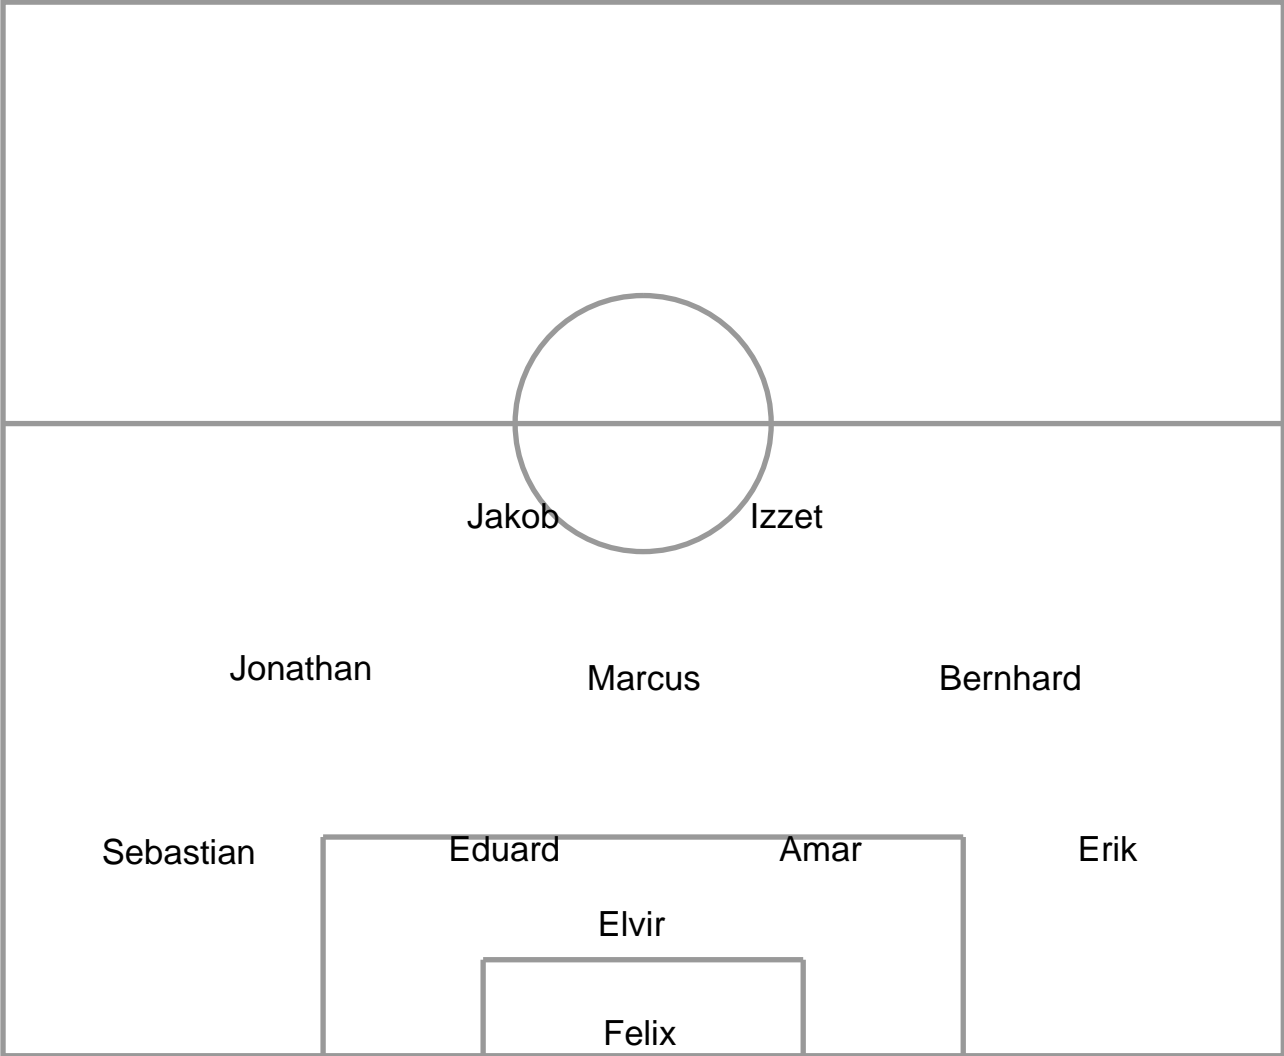 Jakob Izzet
Jonathan Marcus Bernhard
Sebastian Eduard Amar Erik
Elvir
Felix